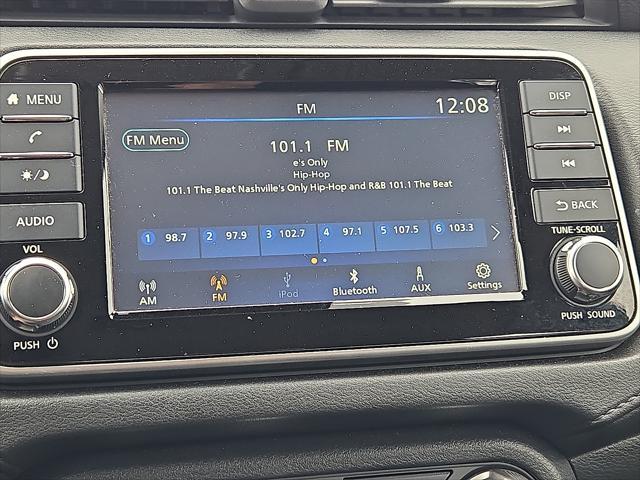 MENU
AUDIO
VOL
PUSH
FM
12:08
FM Menu
101.1 FM
e's Only
Hip-Hop
101.1 The Beat Nashville's Only Hip-Hop and R&B 101.1 The Beat
1 98.7 2 97.9 3 102.7 4 97.1 5 107.5 6 103.3
AM FM iPod Bluetooth AUX Settings
DISP
BACK
TUNE-SCROLL
PUSH SOUND